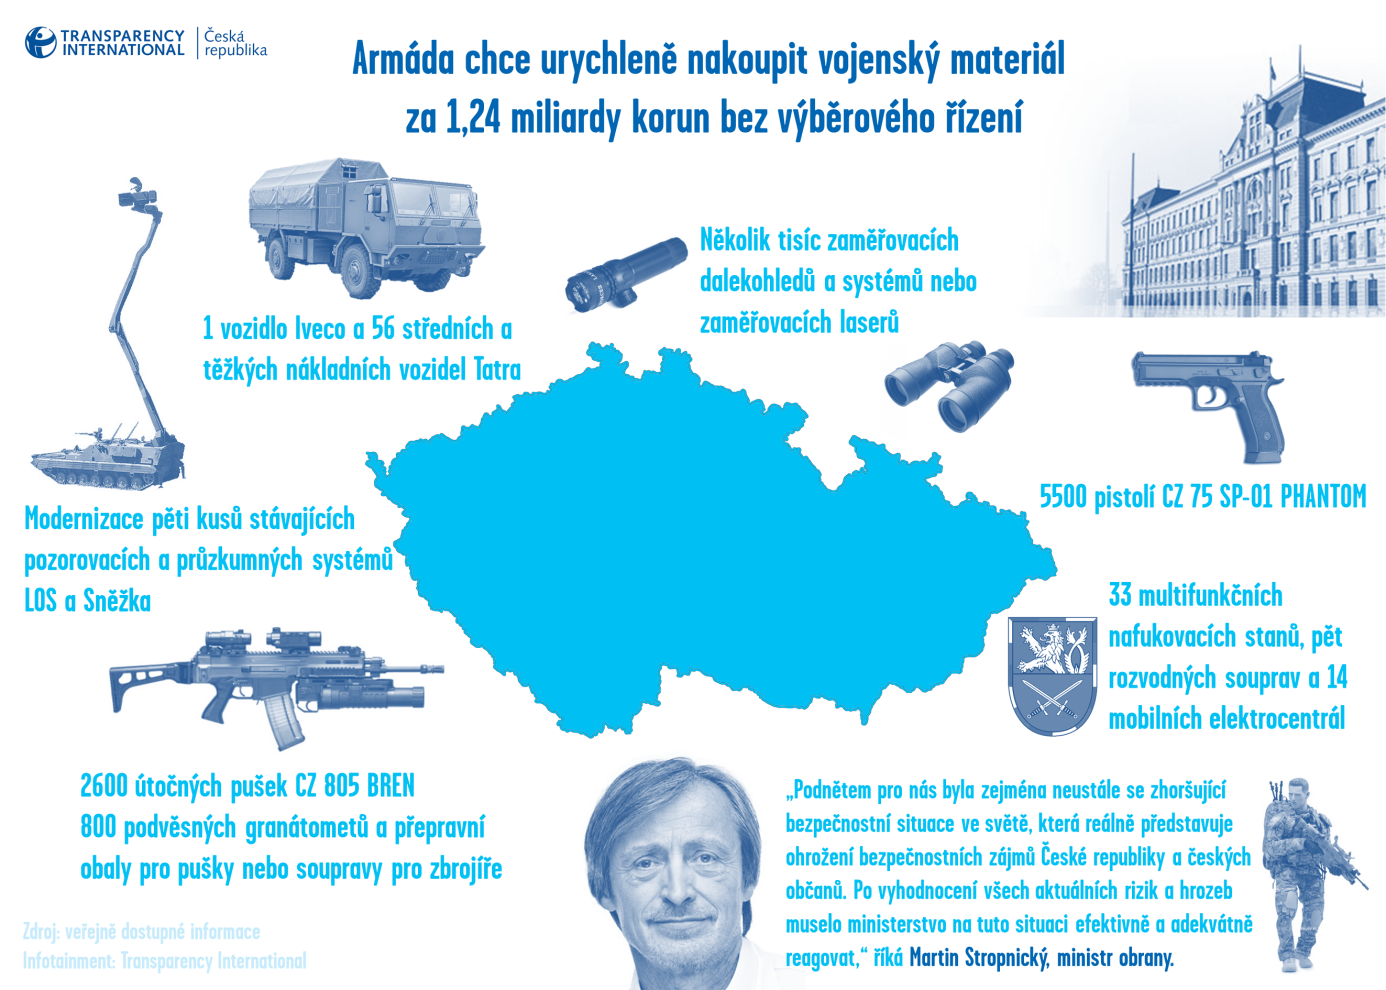 TRANSPARENCY
INTERNATIONAL
Česká
republika
Armáda chce urychleně nakoupit vojenský materiál
za 1,24 miliardy korun bez výběrového řízení
1 vozidlo Iveco a 56 středních a
těžkých nákladních vozidel Tatra
Několik tisíc zaměřovacích
dalekohledů a systémů nebo
zaměřovacích laserů
5500 pistolí CZ 75 SP-01 PHANTOM
Modernizace pěti kusů stávajících
pozorovacích a průzkumných systémů
LOS a Sněžka
33 multifunkčních
nafukovacích stanů, pět
rozvodných souprav a 14
mobilních elektrocentrál
2600 útočných pušek CZ 805 BREN
800 podvěsných granátometů a přepravní
obaly pro pušky nebo soupravy pro zbrojíře
„Podnětem pro nás byla zejména neustále se zhoršující
bezpečnostní situace ve světě, která reálně představuje
ohrožení bezpečnostních zájmů České republiky a českých
občanů. Po vyhodnocení všech aktuálních rizik a hrozeb
muselo ministerstvo na tuto situaci efektivně a adekvátně
reagovat,“ říká Martin Stropnický, ministr obrany.
Zdroj: veřejně dostupné informace
Infotainment: Transparency International